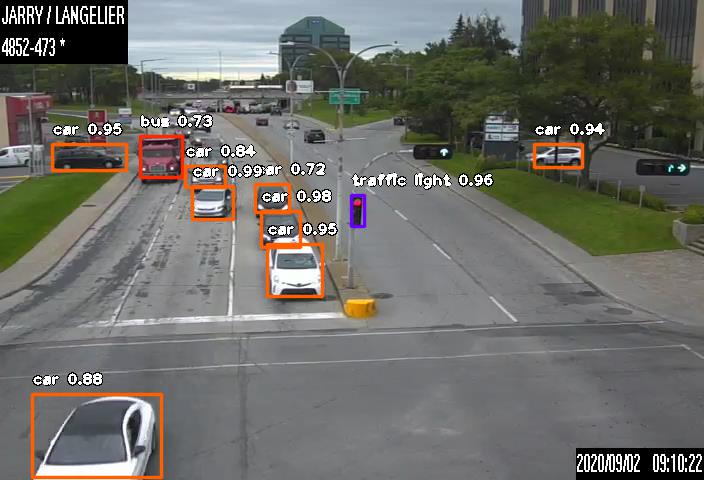 JARRY / LANGELIER
4852-473 *
bus 0.73
car 0.95
car 0.84
car 0.99
car 0.72
car 0.94
traffic light 0.96
car 0.98
car 0.95
car 0.88
2020/09/02 09:10:22